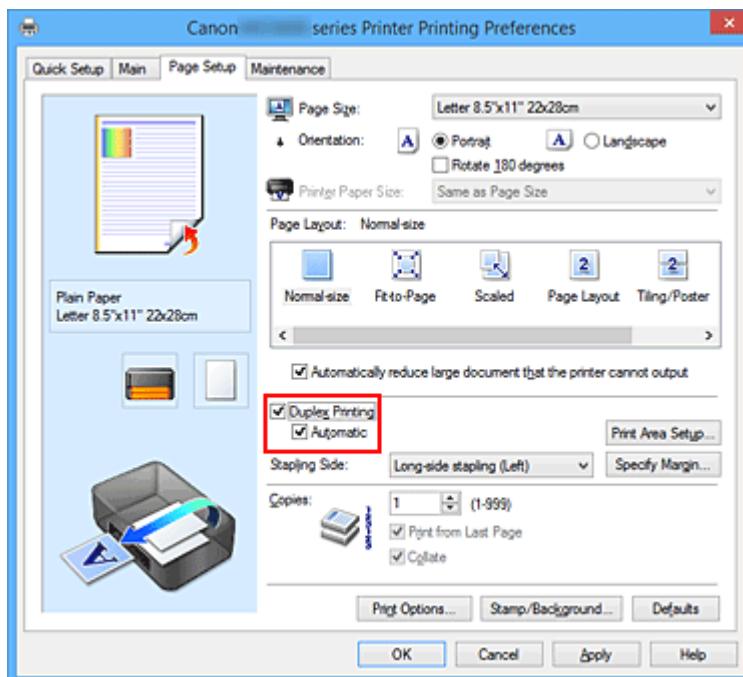 Canon series Printer Printing Preferences
Quick Setup Main Page Setup Maintenance
Page Size: Letter 8.5"x11" 22x28cm
Orientation: A Portrait A Landscape
Rotate 180 degrees
Printer Paper Size: Same as Page Size
Page Layout: Normal-size
2 2
Normal-size Fit-to-Page Scaled Page Layout Tiling/Poster
Plain Paper
Letter 8.5"x11" 22x28cm
Automatically reduce large document that the printer cannot output
Duplex Printing
Automatic
Print Area Setup...
Stapling Side: Long-side stapling (Left) Specify Margin...
Copies: 1 (1-999)
Print from Last Page
Collate
A
Print Options... Stamp/Background... Defaults
OK Cancel Apply Help